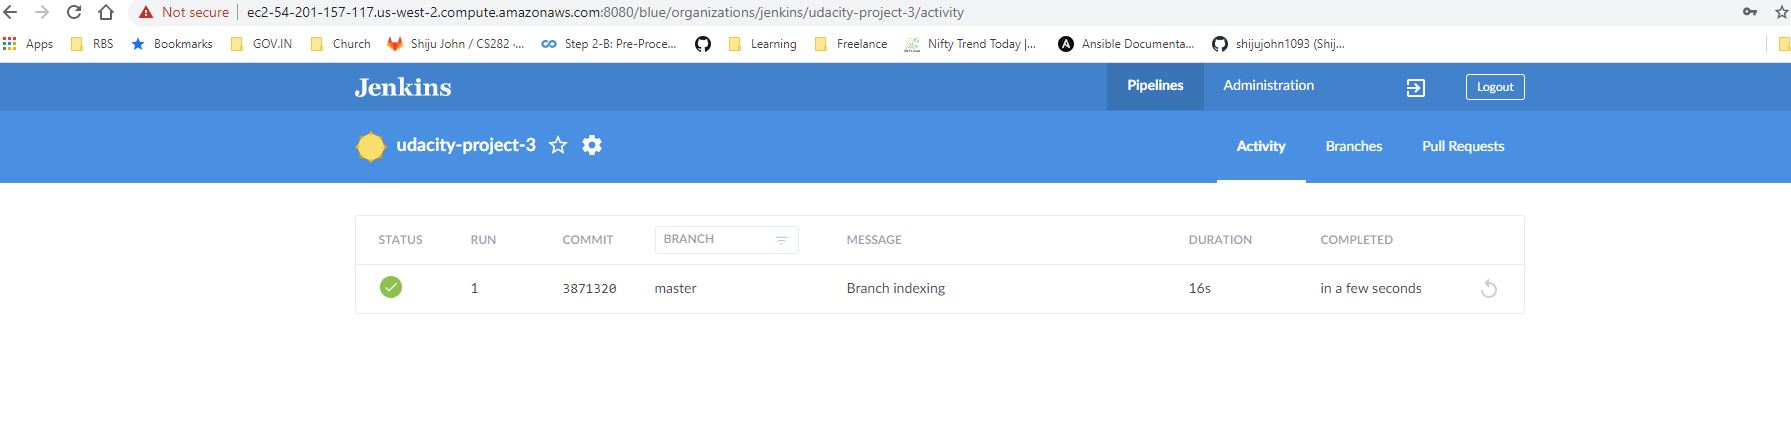 Not secure ec2-54-201-157-117.us-west-2.compute.amazonaws.com:8080/blue/organizations/jenkins/udacity-project-3/activity
Apps RBS Bookmarks GOV.IN Church Shiju John / CS282 ·... Step 2-B: Pre-Proce... Learning Freelance Nifty Trend Today |... Ansible Documenta... shijujohn1093 (Shij...
Jenkins Pipelines Administration Logout
udacity-project-3 Activity Branches Pull Requests
STATUS RUN COMMIT BRANCH MESSAGE DURATION COMPLETED
1 3871320 master Branch indexing 16s in a few seconds